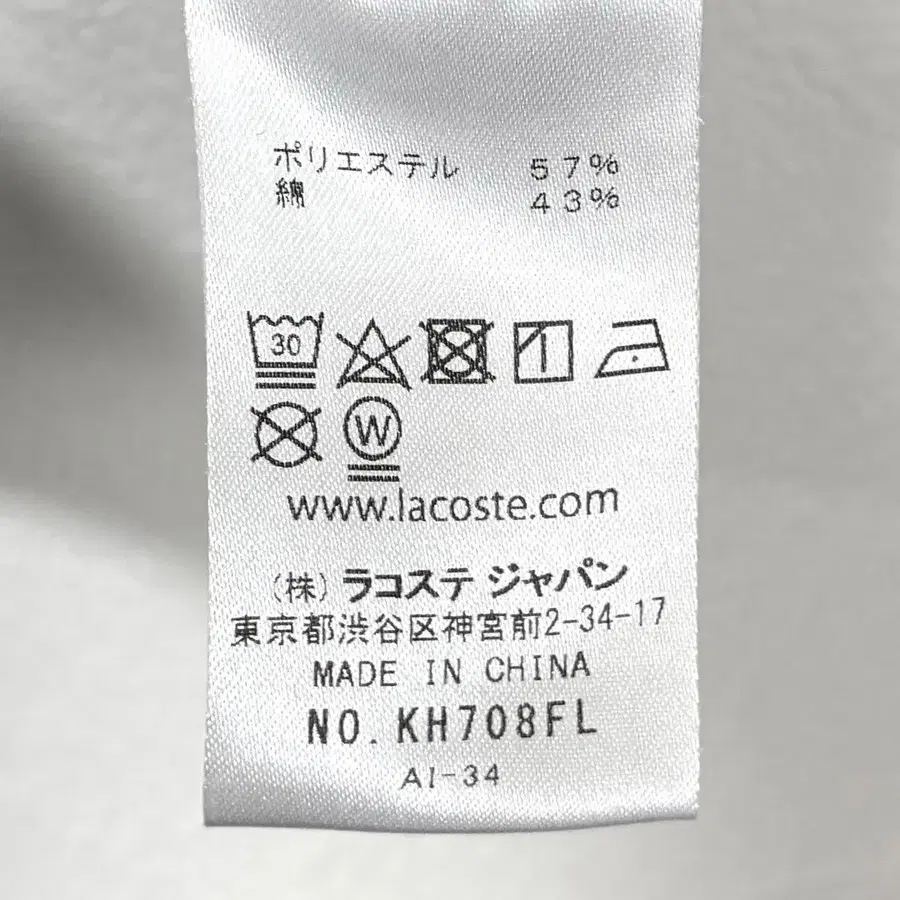 ポリエステル 57%
綿 43%
30
W
www.lacoste.com
(株) ラコステ ジャパン
東京都渋谷区神宮前2-34-17
MADE IN CHINA
NO. KH708FL
AI-34